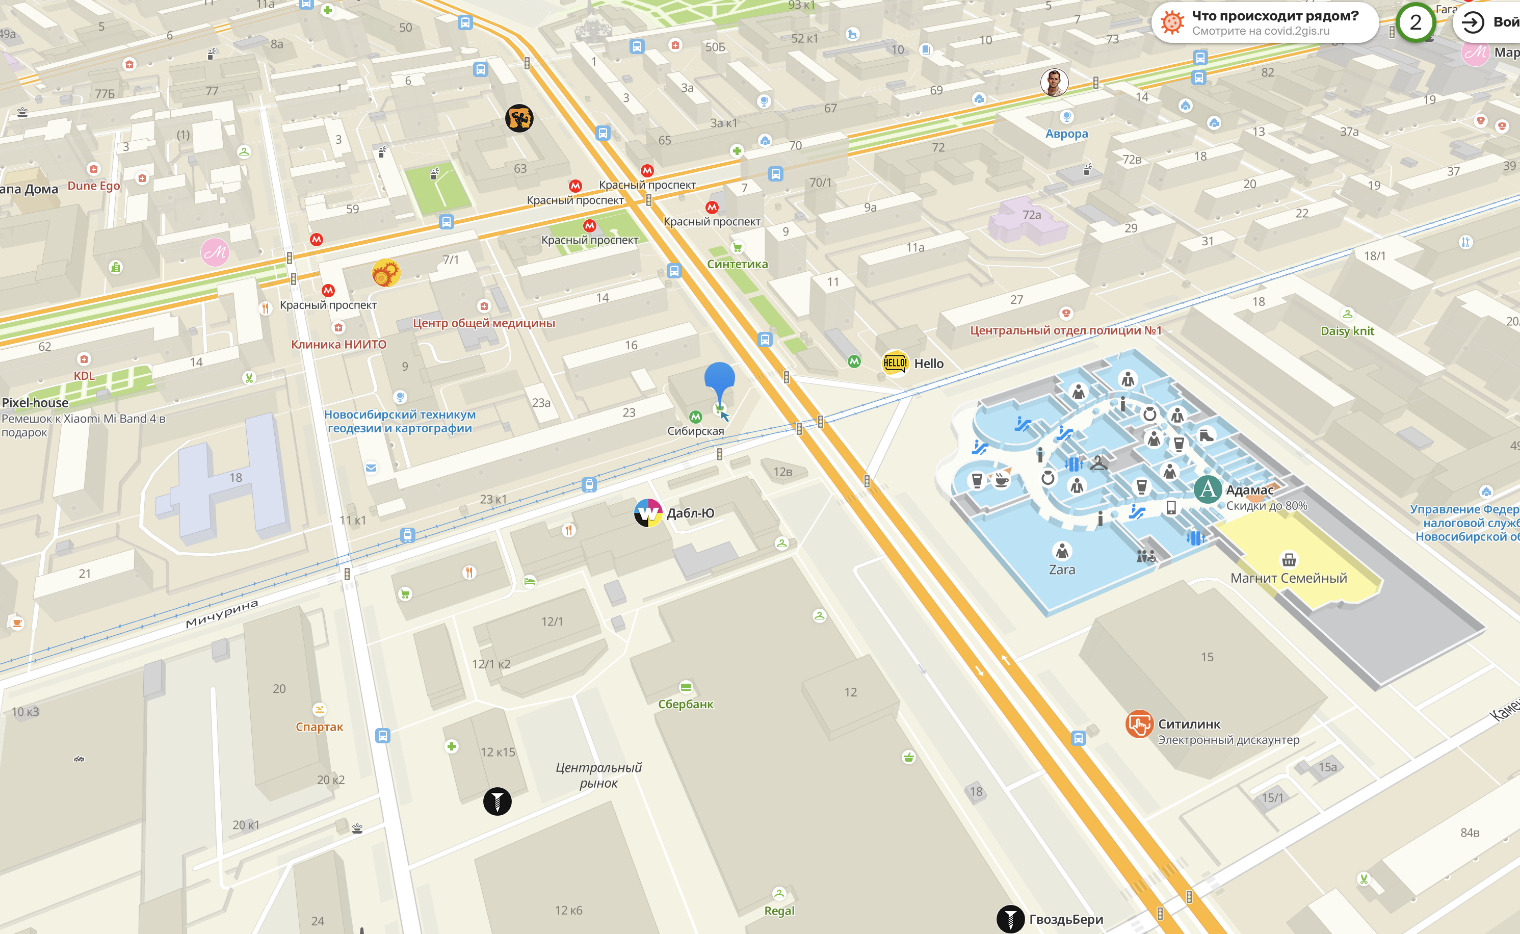 93 к1
11а
11
5
49а
6
8а
50
50Б
52 к1
10
10
5
7
73
Что происходит рядом?
Смотрите на covid.2gis.ru
2
Вой
Мар
82
1
6
77Б
77
1
3
3а
67
69
14
19
(1)
3
3
3а к1
65
70
72
Аврора
13
37а
апа Дома
Dune Ego
63
Красный проспект
7
70/1
72в
18
39
Красный проспект
20
19
37
59
Красный проспект
9а
72а
22
Красный проспект
9
29
31
11а
7/1
Синтетика
18/1
Красный проспект
14
11
27
18
Центр общей медицины
Центральный отдел полиции №1
Daisy knit
20
62
Клиника НИИТО
16
14
9
Hello
KDL
Pixel-house
Ремешок к Xiaomi Mi Band 4 в
подарок
Новосибирский техникум
геодезии и картографии
23а
23
Сибирская
49
18
12в
23 к1
Дабл-Ю
Адамас
Скидки до 80%
11 к1
Управление Федер
налоговой служб
Новосибирской об
21
Zara
Магнит Семейный
Мичурина
12/1
12/1 к2
15
20
12
10 к3
Спартак
Сбербанк
Ситилинк
Электронный дискаунтер
12 к15
Центральный
рынок
20 к2
15а
18
15/1
20 к1
84в
12 к6
Regal
24
ГвоздьБери